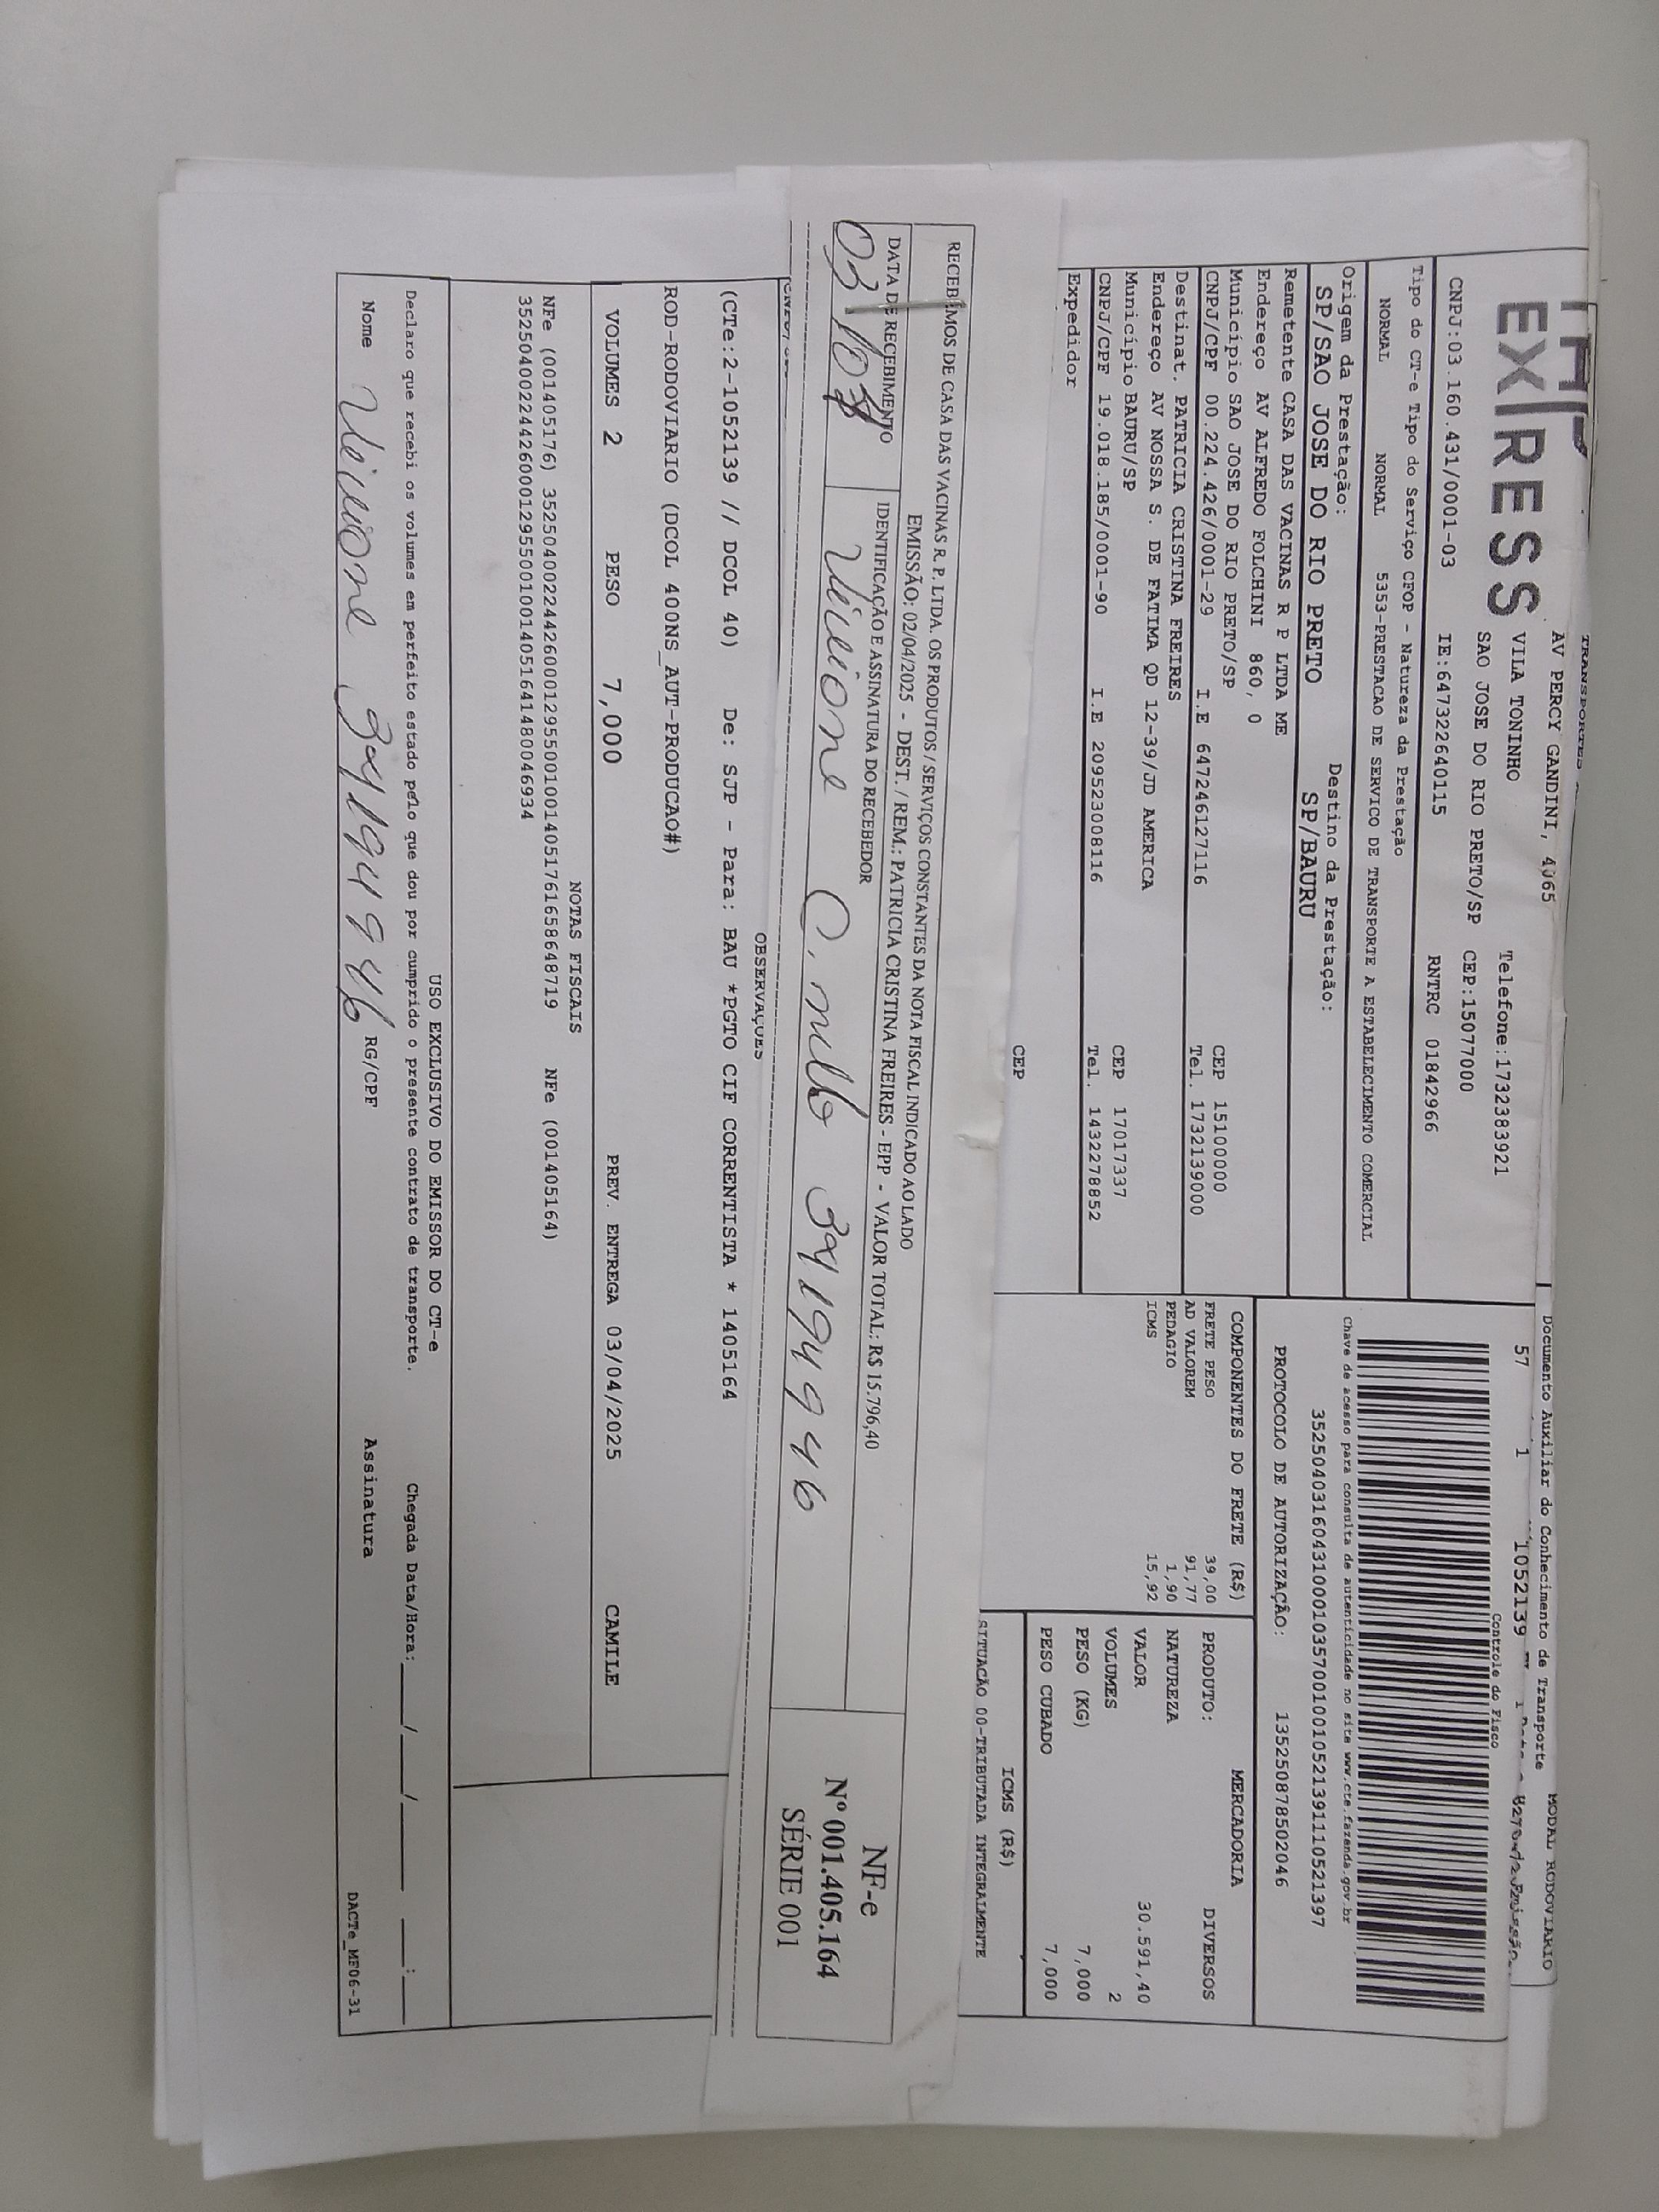 EXPRESS
TRANSPORTES
AV PERCY GANDINI, 4065
VILA TONINHO Telefone:1732383921
SAO JOSE DO RIO PRETO/SP CEP:15077000
CNPJ:03.160.431/0001-03 IE:647322640115 RNTRC 01842966
Tipo do CT-e Tipo do Serviço CFOP - Natureza da Prestação
NORMAL NORMAL 5353-PRESTACAO DE SERVICO DE TRANSPORTE A ESTABELECIMENTO COMERCIAL
Origem da Prestação: Destino da Prestação:
SP/SAO JOSE DO RIO PRETO SP/BAURU
Remetente CASA DAS VACINAS R P LTDA ME
Endereço AV ALFREDO FOLCHINI 860, 0
Município SAO JOSE DO RIO PRETO/SP CEP 15100000
CNPJ/CPF 00.224.426/0001-29 I.E 647246127116 Tel. 1732139000
Destinat. PATRICIA CRISTINA FREIRES
Endereço AV NOSSA S. DE FATIMA QD 12-39/JD AMERICA
Município BAURU/SP CEP 17017337
CNPJ/CPF 19.018.185/0001-90 I.E 209523008116 Tel. 1432278852
Expedidor
CEP
Documento Auxiliar do Conhecimento de Transporte MODAL RODOVIARIO
57 1 1052139
Controle do Fisco
Chave de acesso para consulta de autenticidade no site www.cte.fazenda.gov.br
35250403160431000103570010010521391110521397
PROTOCOLO DE AUTORIZAÇÃO: 135250878502046
COMPONENTES DO FRETE (R$)
FRETE PESO 39,00
AD VALOREM 91,77
PEDAGIO 1,90
ICMS 15,92
MERCADORIA
PRODUTO: DIVERSOS
NATUREZA
VALOR 30.591,40
VOLUMES 2
PESO (KG) 7,000
PESO CUBADO 7,000
ICMS (R$)
SITUAÇÃO 00-TRIBUTADA INTEGRALMENTE
RECEBEMOS DE CASA DAS VACINAS R. P. LTDA. OS PRODUTOS / SERVIÇOS CONSTANTES DA NOTA FISCAL INDICADO AO LADO
EMISSÃO: 02/04/2025 - DEST. / REM.: PATRICIA CRISTINA FREIRES - EPP - VALOR TOTAL: R$ 15.796,40
DATA DE RECEBIMENTO IDENTIFICAÇÃO E ASSINATURA DO RECEBEDOR
391949946
NF-e
Nº 001.405.164
SÉRIE 001
OBSERVAÇOES
(CTe:2-1052139 // DCOL 40) De: SJP - Para: BAU *PGTO CIF CORRENTISTA * 1405164
ROD-RODOVIARIO (DCOL 400NS_AUT-PRODUCAO#)
VOLUMES 2 PESO 7,000 PREV. ENTREGA 03/04/2025 CAMILE
NOTAS FISCAIS
NFe (001405176) 35250400224426000129550010014051761658648719 NFe (001405164)
35250400224426000129550010014051641480046934
USO EXCLUSIVO DO EMISSOR DO CT-e
Declaro que recebi os volumes em perfeito estado pelo que dou por cumprido o presente contrato de transporte. Chegada Data/Hora: ___/___/____ ___:___
Nome 391949946 RG/CPF Assinatura
DACTe_MF06-31